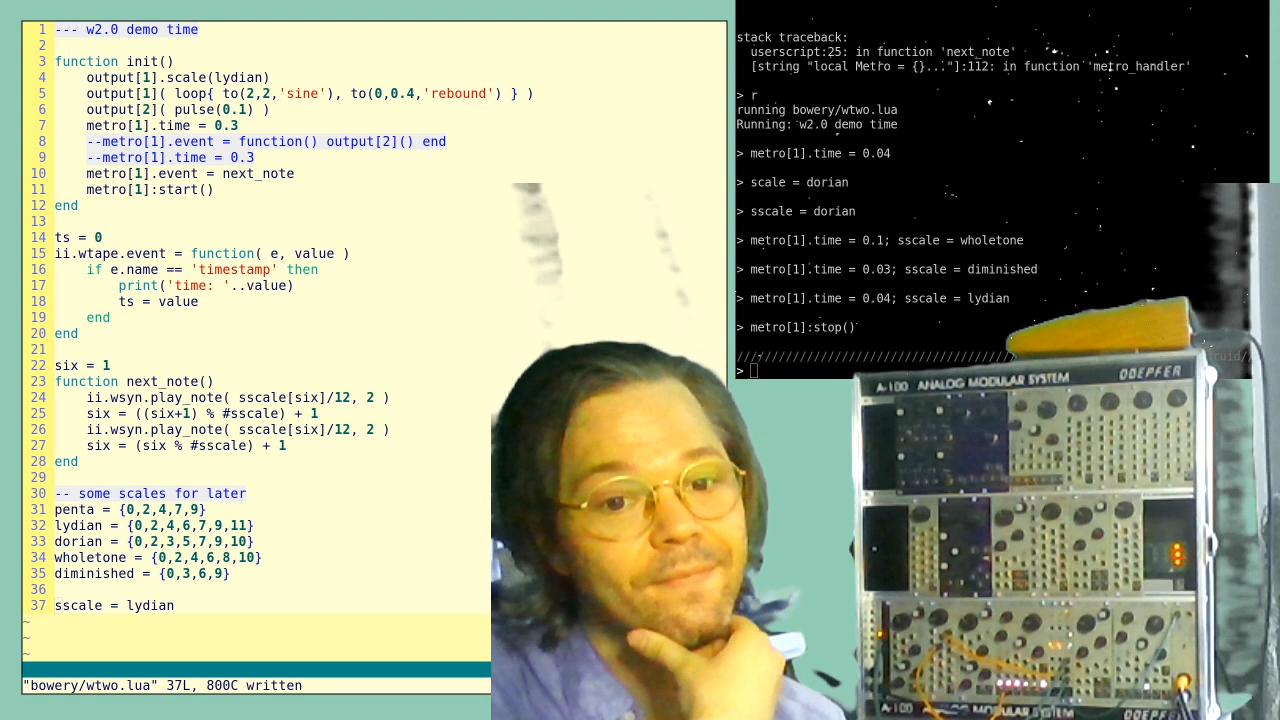 1 --- w2.0 demo time
2
3 function init()
4     output[1].scale(lydian)
5     output[1]( loop{ to(2,2,'sine'), to(0,0.4,'rebound') } )
6     output[2]( pulse(0.1) )
7     metro[1].time = 0.3
8     --metro[1].event = function() output[2]() end
9     --metro[1].time = 0.3
10     metro[1].event = next_note
11     metro[1]:start()
12 end
13
14 ts = 0
15 ii.wtape.event = function( e, value )
16     if e.name == 'timestamp' then
17         print('time: '..value)
18         ts = value
19     end
20 end
21
22 six = 1
23 function next_note()
24     ii.wsyn.play_note( sscale[six]/12, 2 )
25     six = ((six+1) % #sscale) + 1
26     ii.wsyn.play_note( sscale[six]/12, 2 )
27     six = (six % #sscale) + 1
28 end
29
30 -- some scales for later
31 penta = {0,2,4,7,9}
32 lydian = {0,2,4,6,7,9,11}
33 dorian = {0,2,3,5,7,9,10}
34 wholetone = {0,2,4,6,8,10}
35 diminished = {0,3,6,9}
36
37 sscale = lydian
~
~
~
"bowery/wtwo.lua" 37L, 800C written
stack traceback:
  userscript:25: in function 'next_note'
  [string "local Metro = {}..."]:112: in function 'metro_handler'
> r
running bowery/wtwo.lua
Running: w2.0 demo time
> metro[1].time = 0.04
> scale = dorian
> sscale = dorian
> metro[1].time = 0.1; sscale = wholetone
> metro[1].time = 0.03; sscale = diminished
> metro[1].time = 0.04; sscale = lydian
> metro[1]:stop()
//////////////////////////////////////ruid//
>
A-100 ANALOG MODULAR SYSTEM DOEPFER
A-100 ANALOG MODULAR SYSTEM DOEPFER